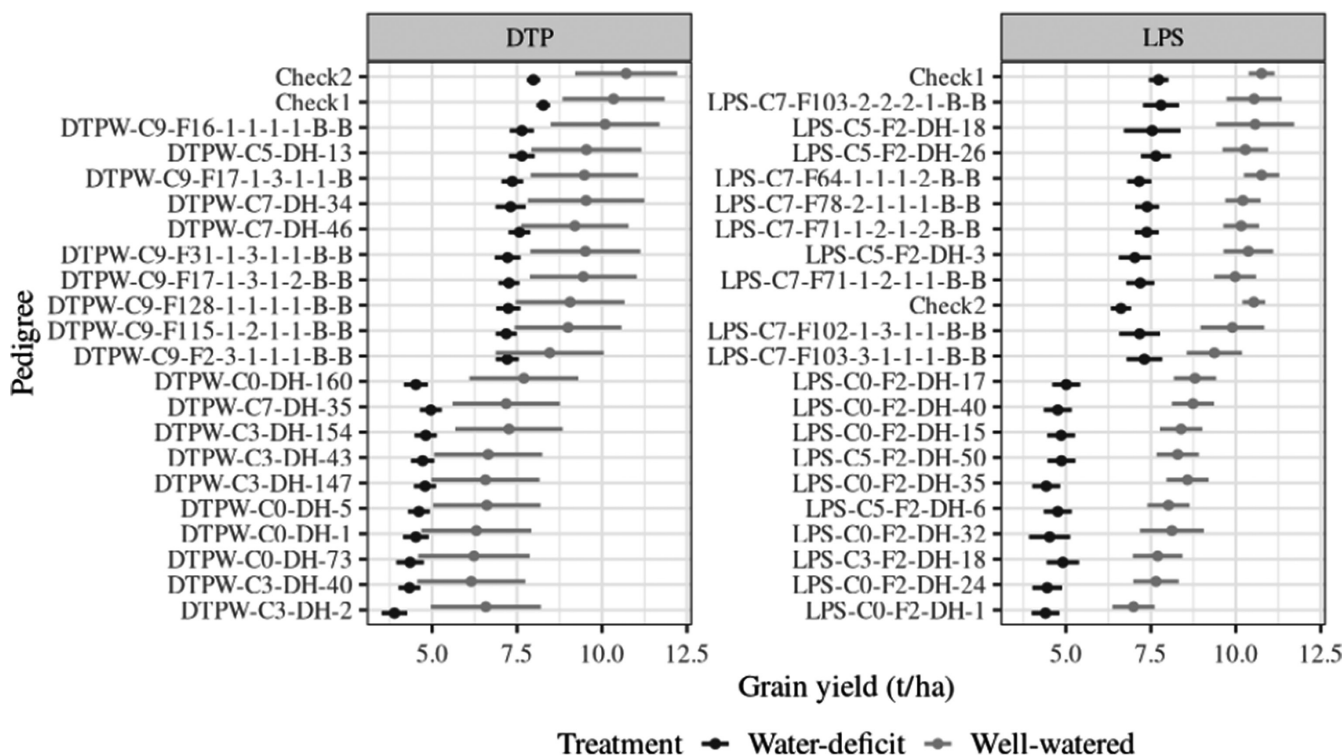 DTP
LPS
Pedigree
Check2
Check1
DTPW-C9-F16-1-1-1-1-B-B
DTPW-C5-DH-13
DTPW-C9-F17-1-3-1-1-B
DTPW-C7-DH-34
DTPW-C7-DH-46
DTPW-C9-F31-1-3-1-1-B-B
DTPW-C9-F17-1-3-1-2-B-B
DTPW-C9-F128-1-1-1-1-B-B
DTPW-C9-F115-1-2-1-1-B-B
DTPW-C9-F2-3-1-1-1-B-B
DTPW-C0-DH-160
DTPW-C7-DH-35
DTPW-C3-DH-154
DTPW-C3-DH-43
DTPW-C3-DH-147
DTPW-C0-DH-5
DTPW-C0-DH-1
DTPW-C0-DH-73
DTPW-C3-DH-40
DTPW-C3-DH-2
Check1
LPS-C7-F103-2-2-2-1-B-B
LPS-C5-F2-DH-18
LPS-C5-F2-DH-26
LPS-C7-F64-1-1-1-2-B-B
LPS-C7-F78-2-1-1-1-B-B
LPS-C7-F71-1-2-1-2-B-B
LPS-C5-F2-DH-3
LPS-C7-F71-1-2-1-1-B-B
Check2
LPS-C7-F102-1-3-1-1-B-B
LPS-C7-F103-3-1-1-1-B-B
LPS-C0-F2-DH-17
LPS-C0-F2-DH-40
LPS-C0-F2-DH-15
LPS-C5-F2-DH-50
LPS-C0-F2-DH-35
LPS-C5-F2-DH-6
LPS-C0-F2-DH-32
LPS-C3-F2-DH-18
LPS-C0-F2-DH-24
LPS-C0-F2-DH-1
5.0 7.5 10.0 12.5
5.0 7.5 10.0 12.5
Grain yield (t/ha)
Treatment Water-deficit Well-watered